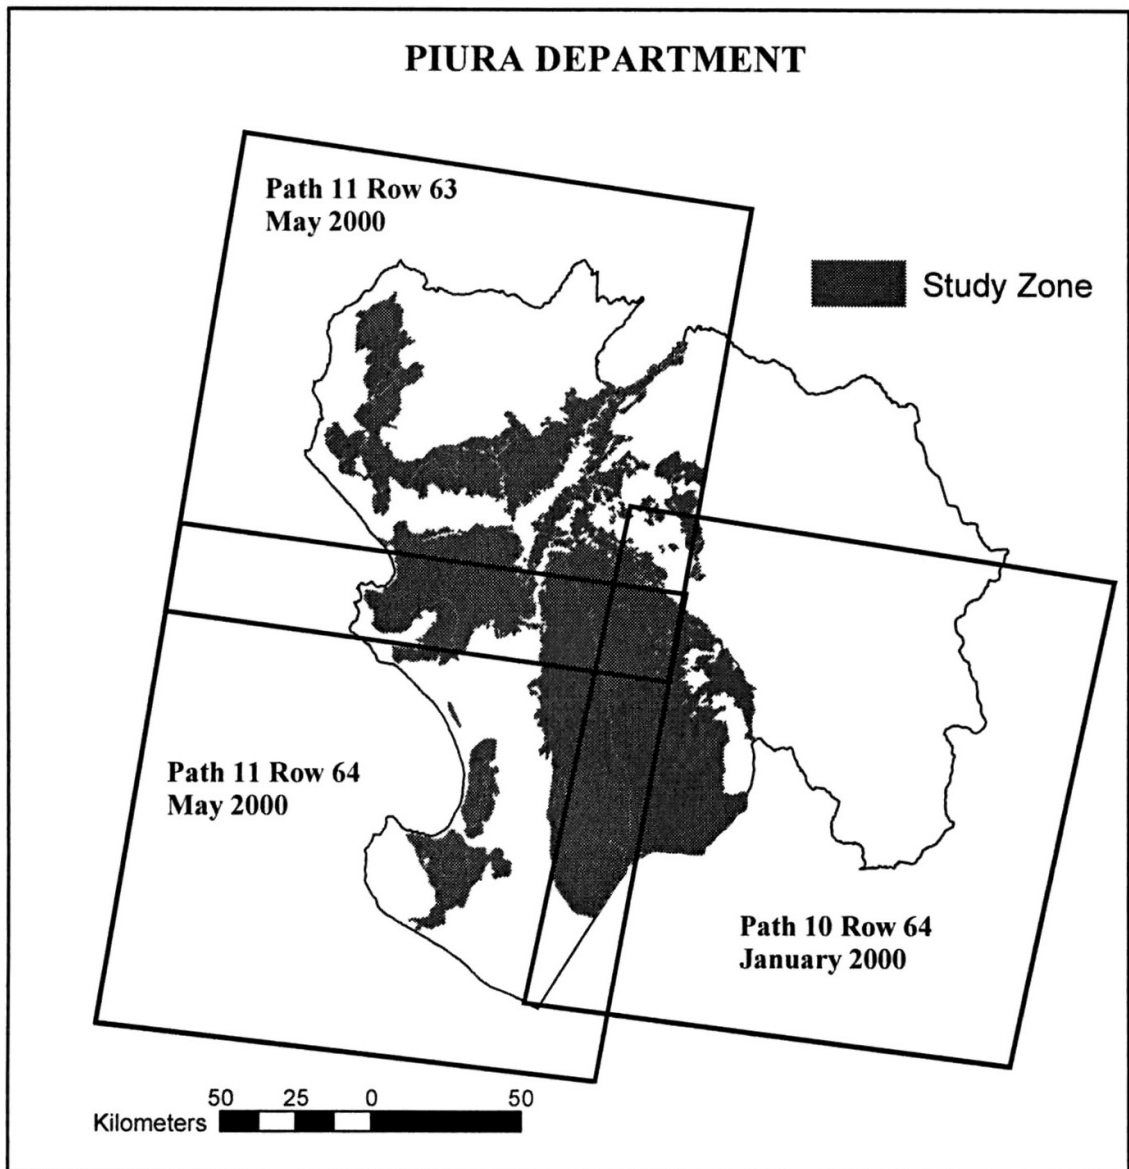 PIURA DEPARTMENT
Path 11 Row 63
May 2000
Study Zone
Path 11 Row 64
May 2000
Path 10 Row 64
January 2000
50 25 0 50
Kilometers